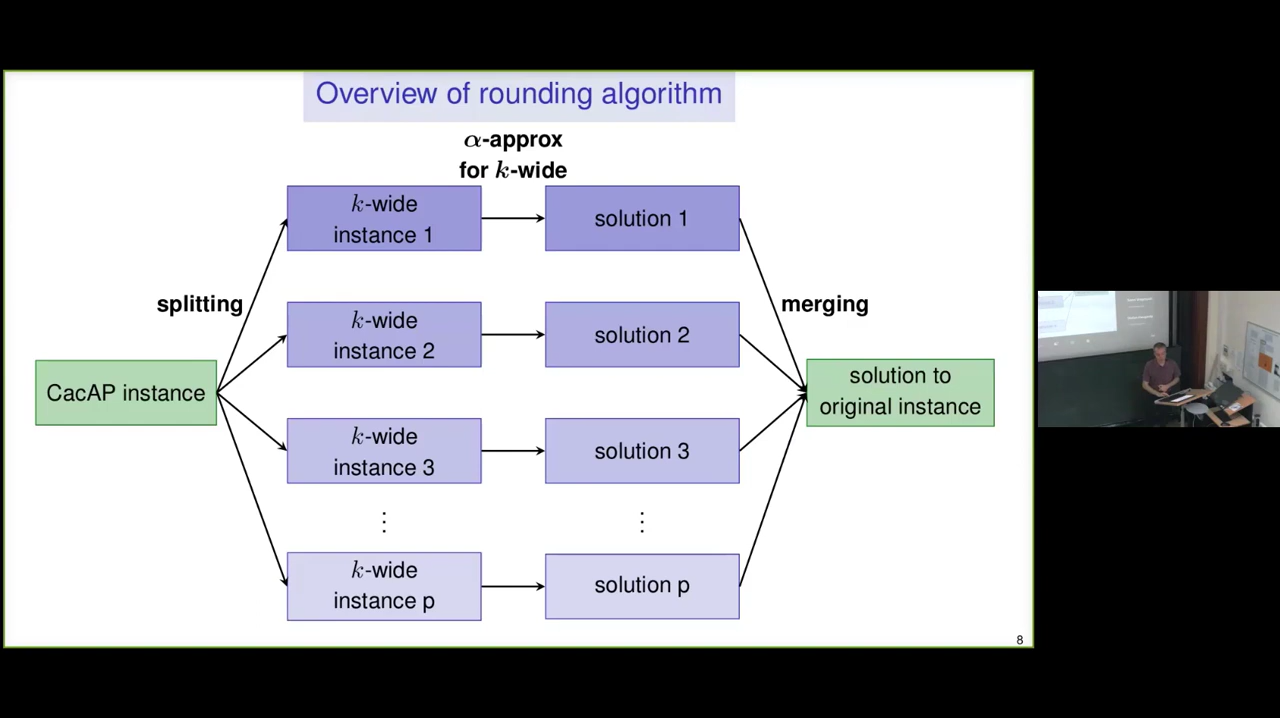 Overview of rounding algorithm
α-approx
for k-wide
k-wide
instance 1
solution 1
splitting
merging
k-wide
instance 2
solution 2
CacAP instance
solution to
original instance
k-wide
instance 3
solution 3
⋮
⋮
k-wide
instance p
solution p
8